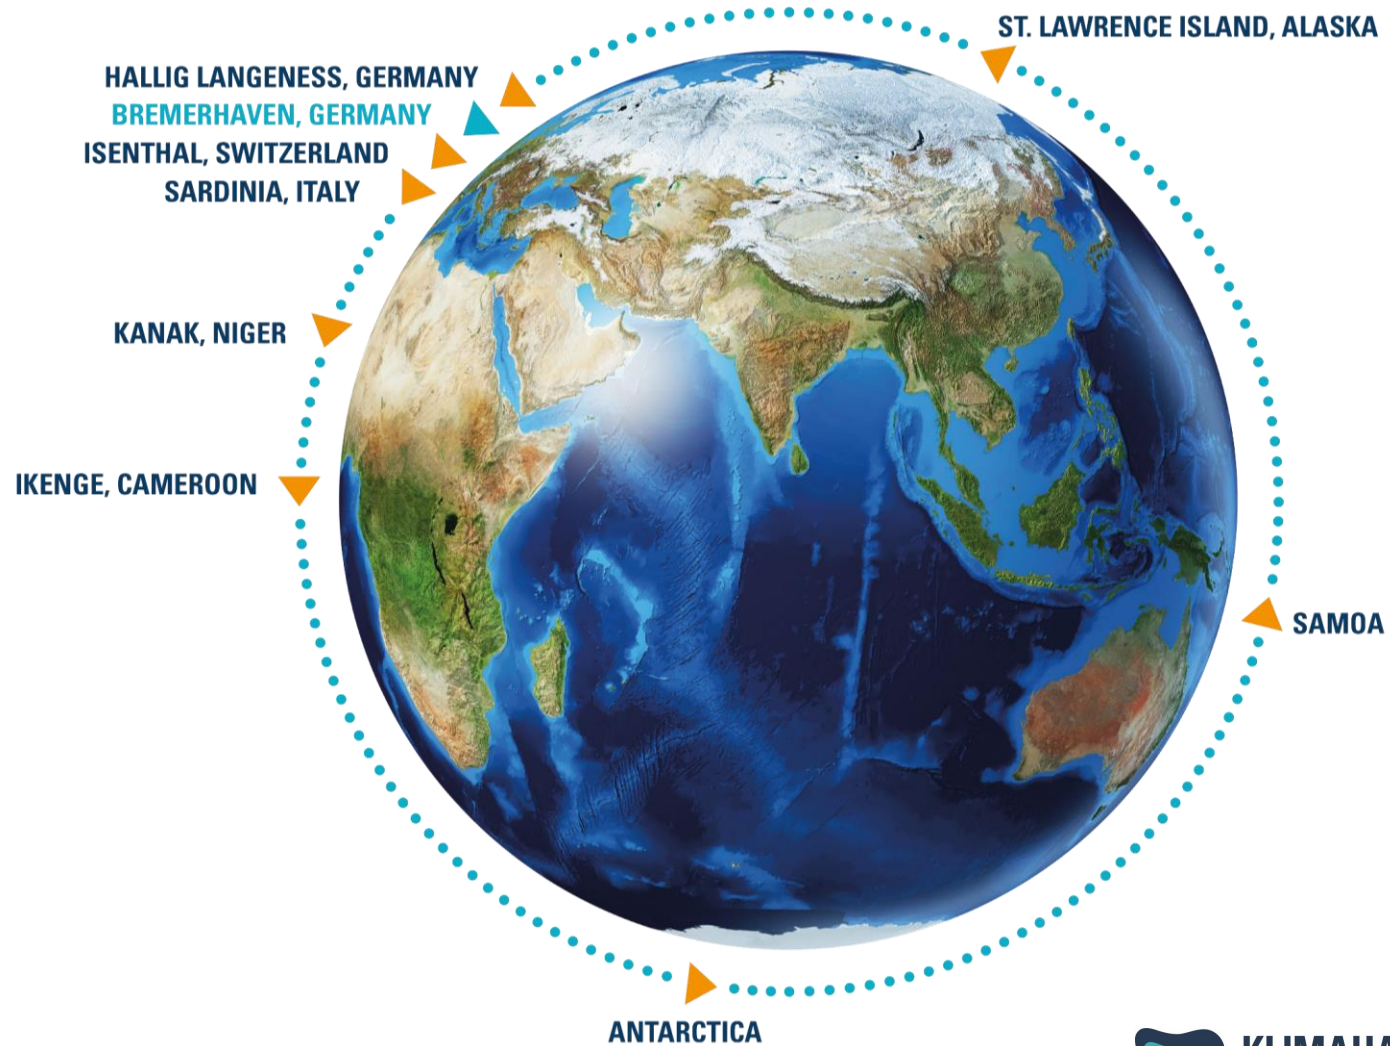 ST. LAWRENCE ISLAND, ALASKA
HALLIG LANGENESS, GERMANY
BREMERHAVEN, GERMANY
ISENTHAL, SWITZERLAND
SARDINIA, ITALY
KANAK, NIGER
IKENGE, CAMEROON
SAMOA
ANTARCTICA